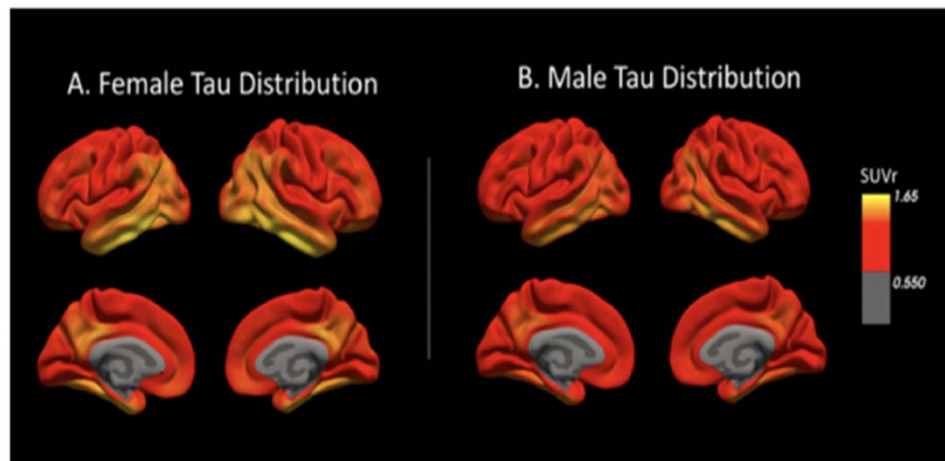 A. Female Tau Distribution
B. Male Tau Distribution
SUVr
1.65
0.550